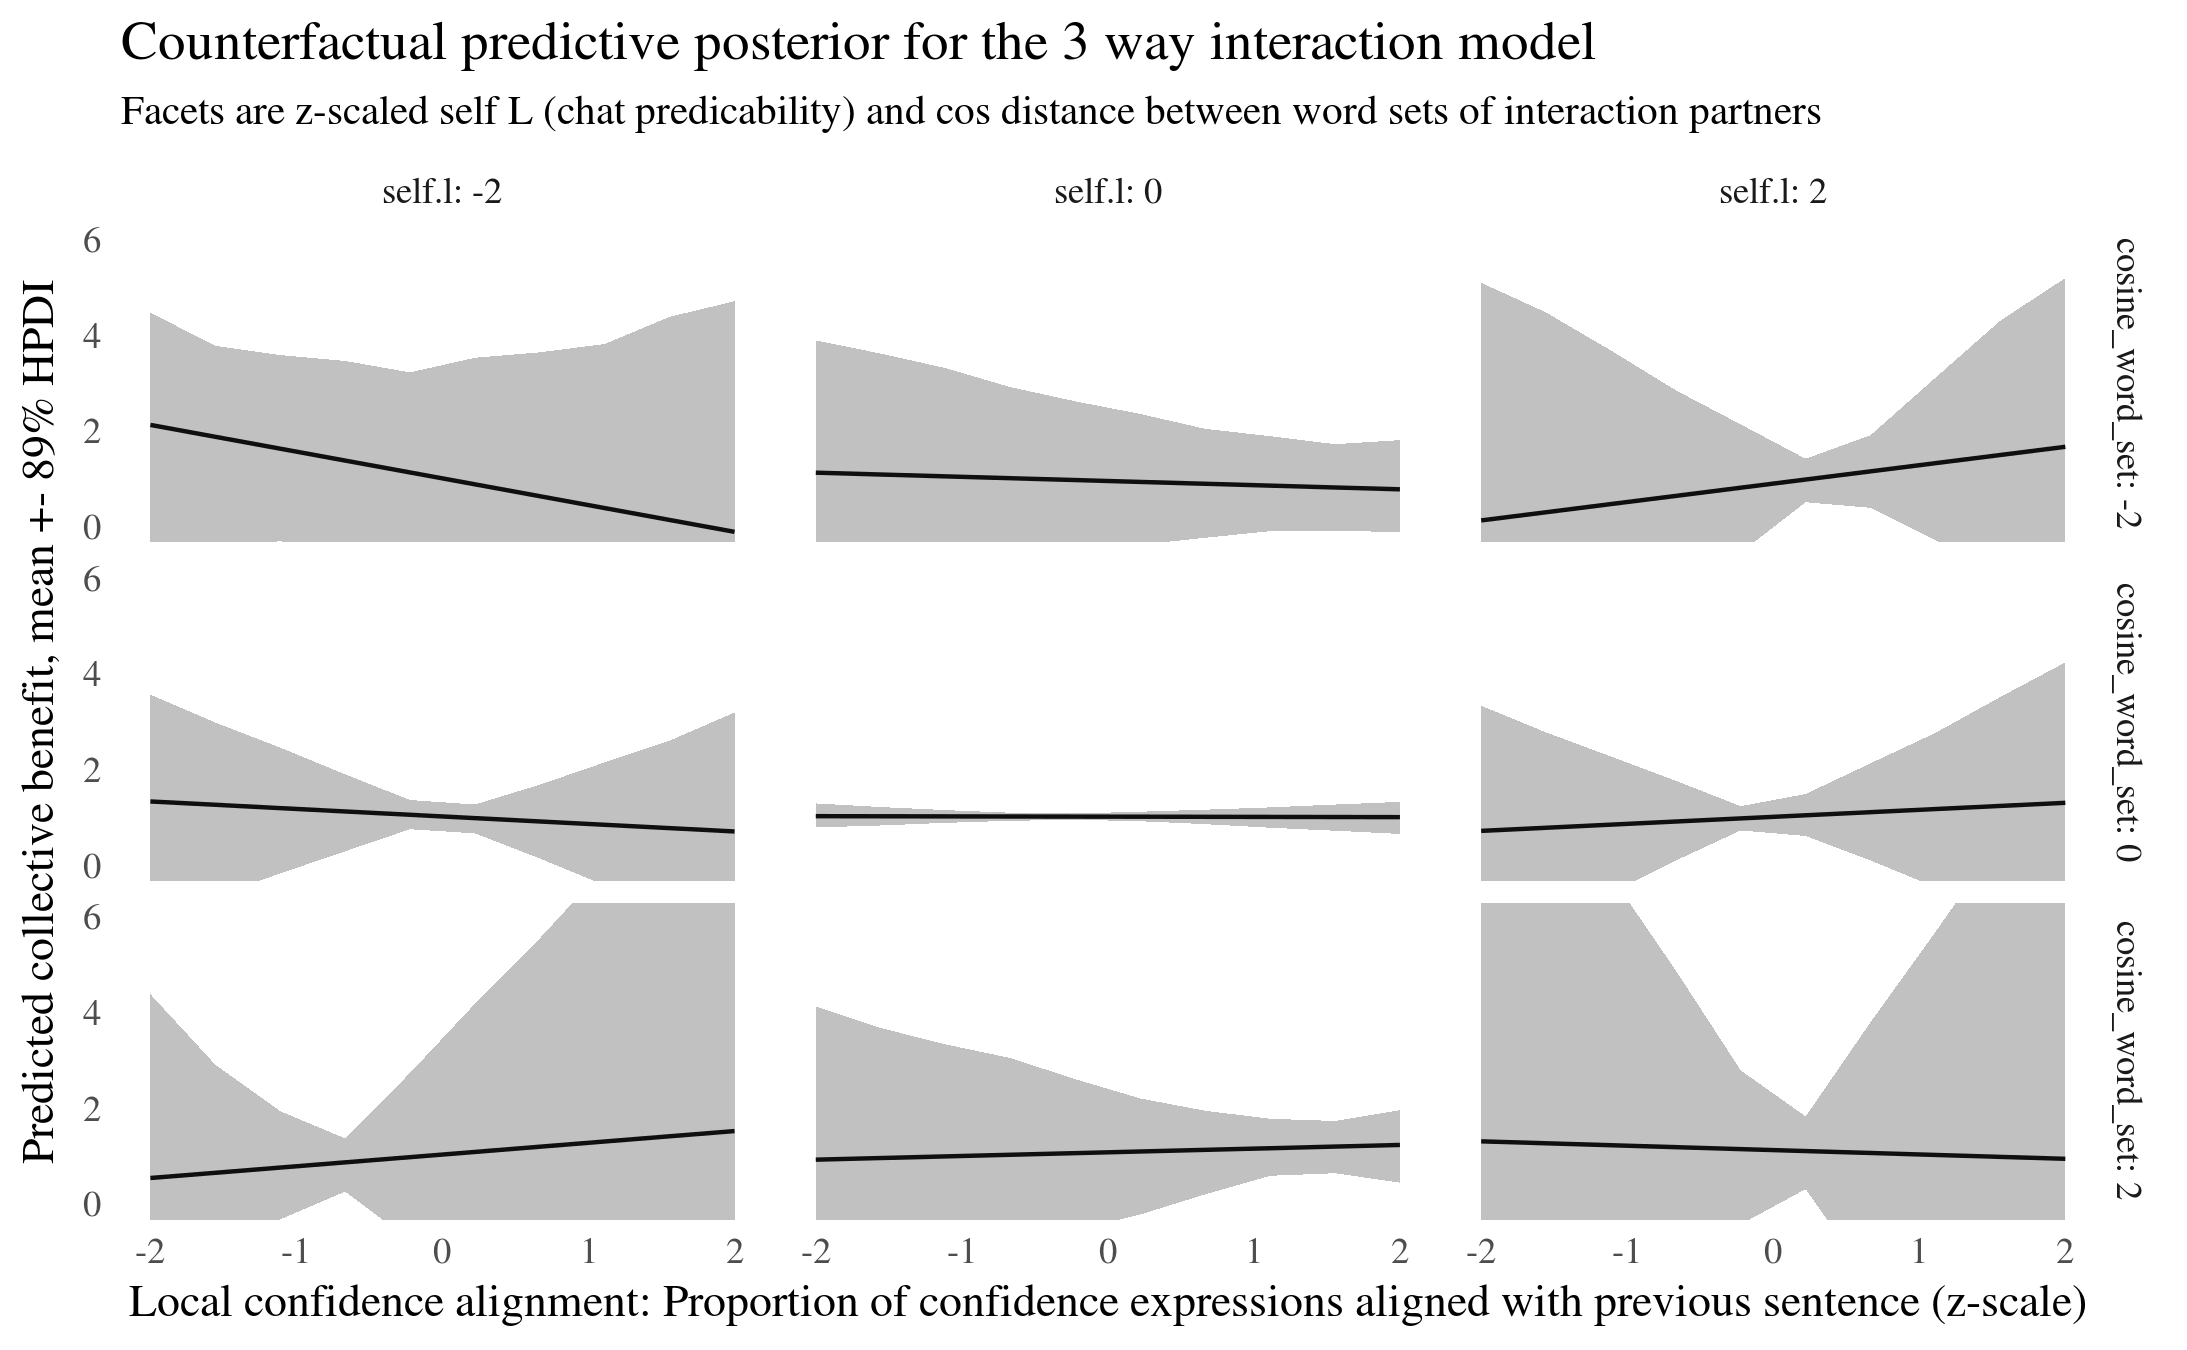 Counterfactual predictive posterior for the 3 way interaction model
Facets are z-scaled self L (chat predicability) and cos distance between word sets of interaction partners
self.l: -2
self.l: 0
self.l: 2
Predicted collective benefit, mean +- 89% HPDI
6
4
2
0
cosine_word_set: -2
6
4
2
0
cosine_word_set: 0
6
4
2
0
cosine_word_set: 2
-2 -1 0 1 2
-2 -1 0 1 2
-2 -1 0 1 2
Local confidence alignment: Proportion of confidence expressions aligned with previous sentence (z-scale)